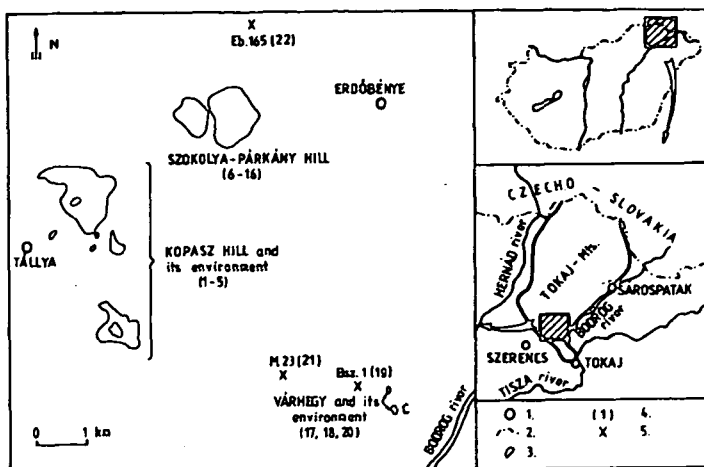 N
Eb.165 (22)
ERDŐBÉNYE
SZOKOLYA-PÁRKÁNY HILL
(6-16)
TÁLLYA
KOPASZ HILL and
its environment
(1-5)
M.23 (21)
Bsz.1 (19)
VÁRHEGY and its
environment
(17, 18, 20)
C
0 1 km
BODROG river
CZECHO SLOVAKIA
HERNÁD river
TOKAJ-Mts.
SÁROSPATAK
BODROG river
SZERENCS
TOKAJ
TISZA river
1. (1) 4.
2. X 5.
3.